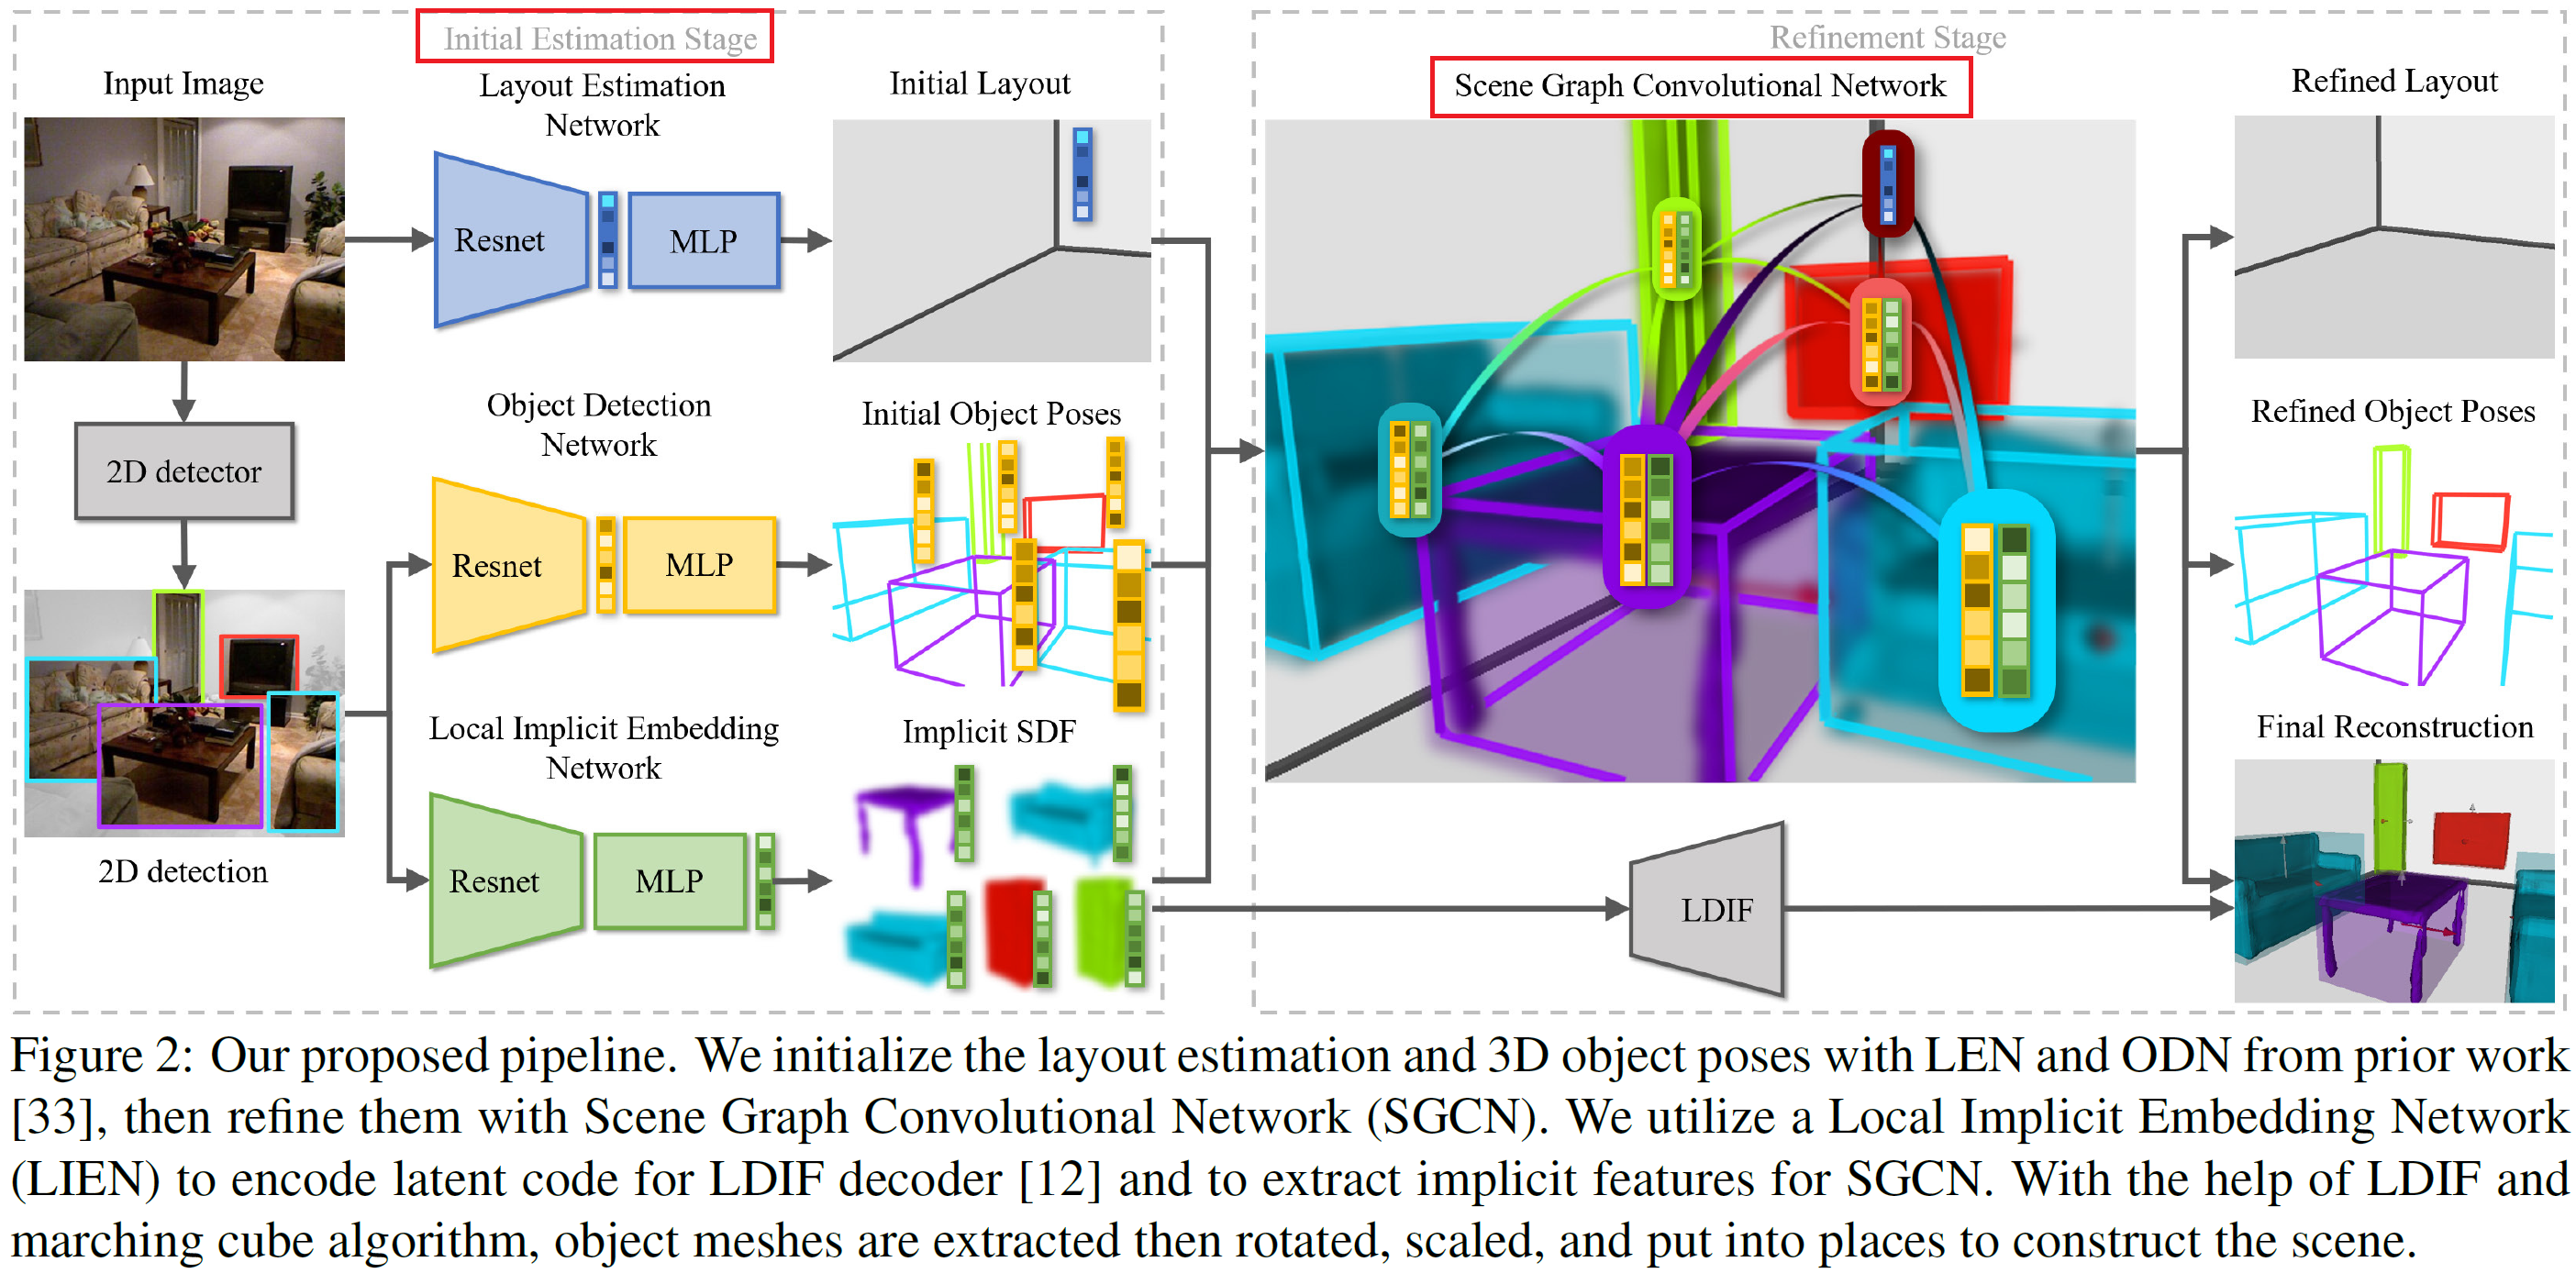 Initial Estimation Stage
Refinement Stage
Input Image
Layout Estimation
Network
Initial Layout
Scene Graph Convolutional Network
Refined Layout
Resnet
MLP
2D detector
Object Detection
Network
Initial Object Poses
Refined Object Poses
Resnet
MLP
2D detection
Local Implicit Embedding
Network
Implicit SDF
Final Reconstruction
Resnet
MLP
LDIF
Figure 2: Our proposed pipeline. We initialize the layout estimation and 3D object poses with LEN and ODN from prior work
[33], then refine them with Scene Graph Convolutional Network (SGCN). We utilize a Local Implicit Embedding Network
(LIEN) to encode latent code for LDIF decoder [12] and to extract implicit features for SGCN. With the help of LDIF and
marching cube algorithm, object meshes are extracted then rotated, scaled, and put into places to construct the scene.